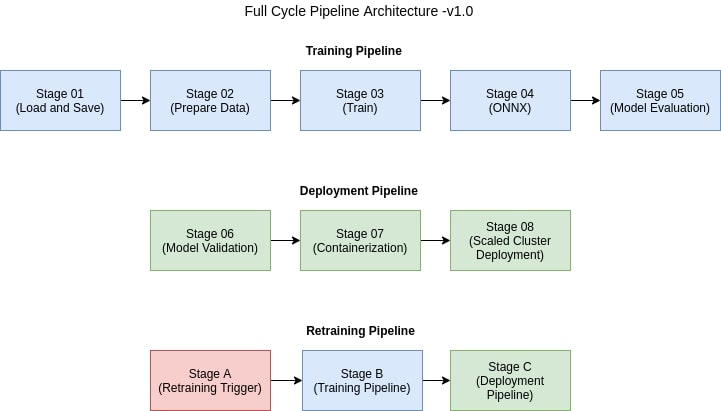 Full Cycle Pipeline Architecture -v1.0
Training Pipeline
Stage 01
(Load and Save)
Stage 02
(Prepare Data)
Stage 03
(Train)
Stage 04
(ONNX)
Stage 05
(Model Evaluation)
Deployment Pipeline
Stage 06
(Model Validation)
Stage 07
(Containerization)
Stage 08
(Scaled Cluster
Deployment)
Retraining Pipeline
Stage A
(Retraining Trigger)
Stage B
(Training Pipeline)
Stage C
(Deployment
Pipeline)